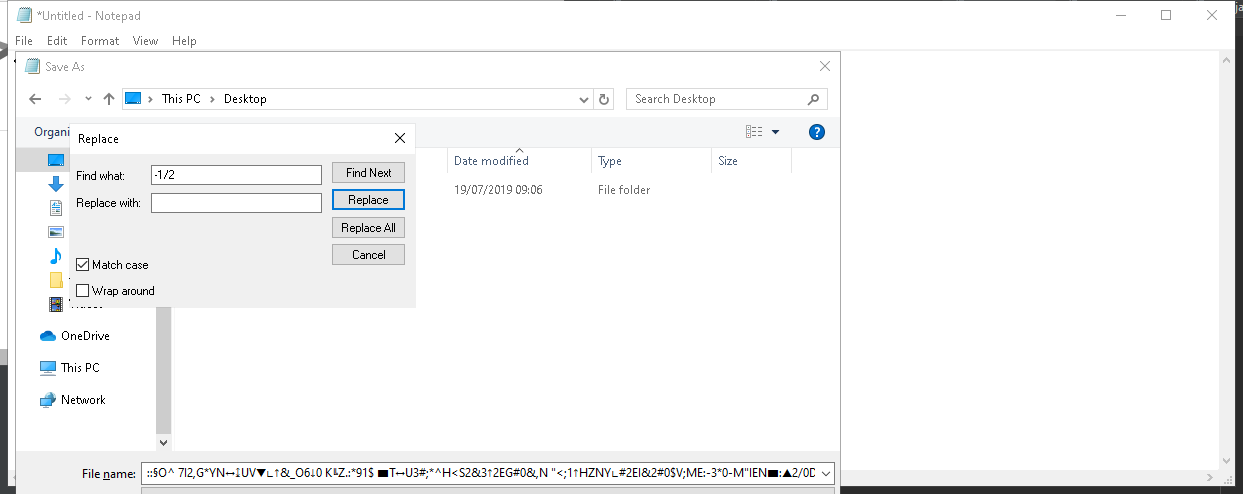 *Untitled - Notepad
File Edit Format View Help
Save As
This PC > Desktop
Search Desktop
Organi
Replace
Find what: -1/2
Find Next
Replace with:
Replace
Replace All
Cancel
Match case
Wrap around
Date modified Type Size
19/07/2019 09:06 File folder
OneDrive
This PC
Network
File name: ::§O^ 7I2,G*YN↔↨UV▼∟↑&_O6↓0 K╚Z.:*91$ ■T↔U3#;*^H<S2&3↑2EG#0&,N "<;1↑HZNY∟#2EI&2#0$V;ME:-3*0-M"IEN■:▲2/0D